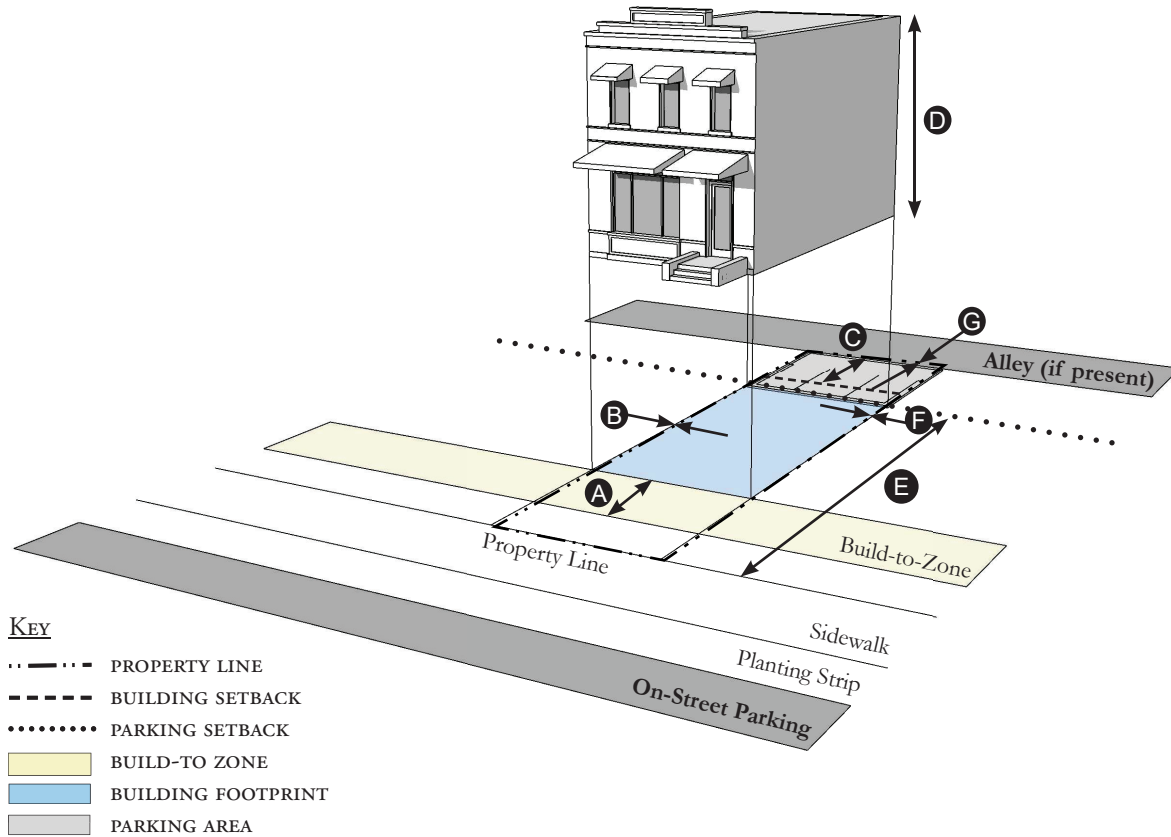 D
G
C
Alley (if present)
B
F
A
E
Property Line
Build-to-Zone
Sidewalk
Planting Strip
On-Street Parking
Key
property line
building setback
parking setback
build-to zone
building footprint
parking area